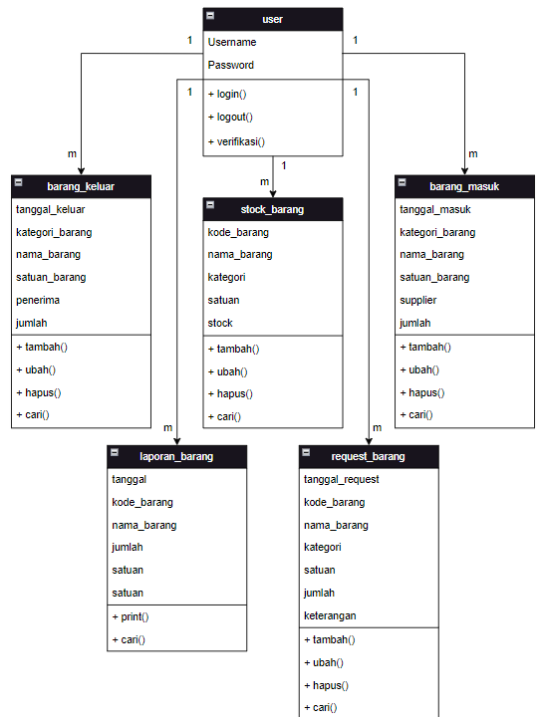 user
Username
Password
+ login()
+ logout()
+ verifikasi()
1
1
1
1
1
m
m
m
m
m
barang_keluar
tanggal_keluar
kategori_barang
nama_barang
satuan_barang
penerima
jumlah
+ tambah()
+ ubah()
+ hapus()
+ cari()
stock_barang
kode_barang
nama_barang
kategori
satuan
stock
+ tambah()
+ ubah()
+ hapus()
+ cari()
barang_masuk
tanggal_masuk
kategori_barang
nama_barang
satuan_barang
supplier
jumlah
+ tambah()
+ ubah()
+ hapus()
+ cari()
laporan_barang
tanggal
kode_barang
nama_barang
jumlah
satuan
satuan
+ print()
+ cari()
request_barang
tanggal_request
kode_barang
nama_barang
kategori
satuan
jumlah
keterangan
+ tambah()
+ ubah()
+ hapus()
+ cari()